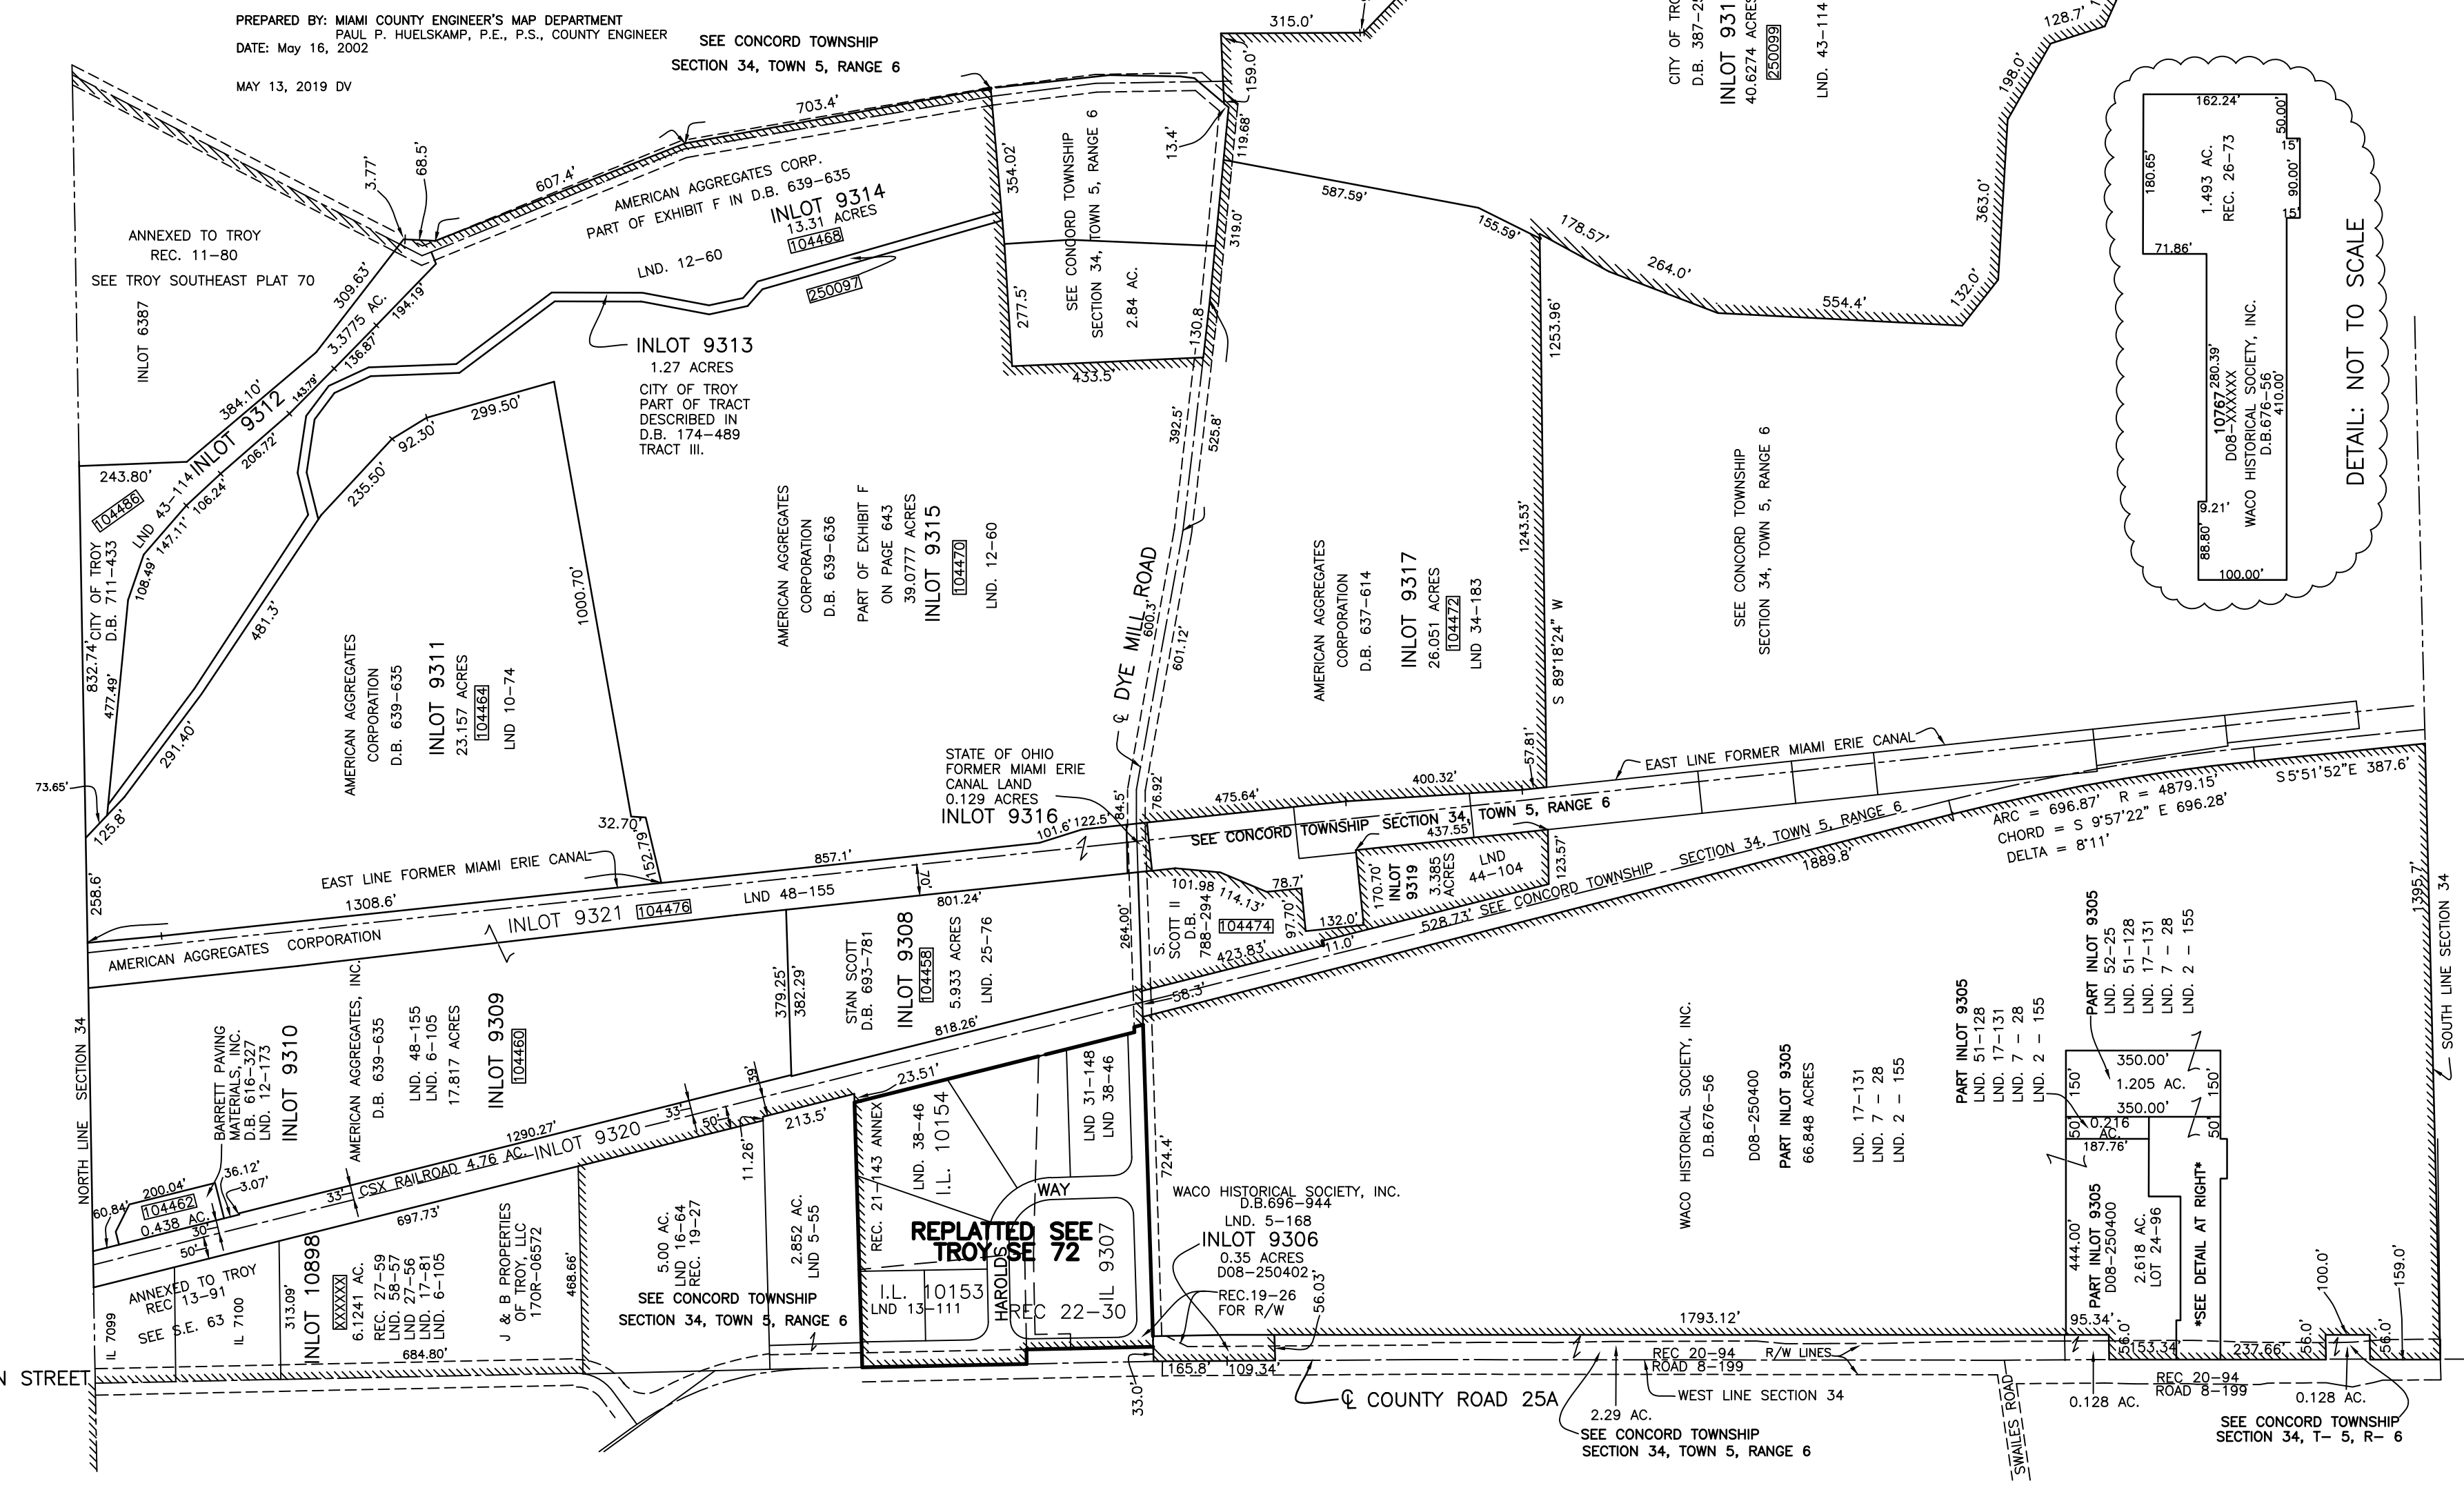 PREPARED BY: MIAMI COUNTY ENGINEER'S MAP DEPARTMENT
PAUL P. HUELSKAMP, P.E., P.S., COUNTY ENGINEER
DATE: May 16, 2002
MAY 13, 2019 DV
SEE CONCORD TOWNSHIP
SECTION 34, TOWN 5, RANGE 6
315.0'
159.0'
D.B. 387-25
INLOT 931
40.6274 ACRES
250099
LND. 43-114
128.7'
198.0'
363.0'
132.0'
554.4'
264.0'
178.57'
155.59'
587.59'
119.68'
13.4'
319.0'
703.4'
607.4'
68.5'
3.77'
AMERICAN AGGREGATES CORP.
PART OF EXHIBIT F IN D.B. 639-635
INLOT 9314
13.31 ACRES
104468
LND. 12-60
250097
354.02'
SEE CONCORD TOWNSHIP
SECTION 34, TOWN 5, RANGE 6
2.84 AC.
277.5'
433.5'
130.8
ANNEXED TO TROY
REC. 11-80
SEE TROY SOUTHEAST PLAT 70
INLOT 6387
309.63'
3.3775 AC.
194.19'
136.87'
143.79'
384.10'
INLOT 9312
206.72'
LND 43-114
106.24'
147.11'
108.49'
243.80'
104486
CITY OF TROY
D.B. 711-433
832.74'
477.49'
INLOT 9313
1.27 ACRES
CITY OF TROY
PART OF TRACT
DESCRIBED IN
D.B. 174-489
TRACT III.
299.50'
92.30'
235.50'
481.3'
291.40'
1000.70'
AMERICAN AGGREGATES
CORPORATION
D.B. 639-635
INLOT 9311
23.157 ACRES
104464
LND 10-74
AMERICAN AGGREGATES
CORPORATION
D.B. 639-636
PART OF EXHIBIT F
ON PAGE 643
39.0777 ACRES
INLOT 9315
104470
LND. 12-60
392.5'
525.8'
℄ DYE MILL ROAD
600.3'
601.12'
AMERICAN AGGREGATES
CORPORATION
D.B. 637-614
INLOT 9317
26.051 ACRES
104472
LND 34-183
1253.96'
1243.53'
S 89°18'24" W
57.81'
SEE CONCORD TOWNSHIP
SECTION 34, TOWN 5, RANGE 6
162.24'
50.00'
15'
90.00'
15'
180.65'
1.493 AC.
REC. 26-73
71.86'
10767
280.39'
D08-XXXXXX
WACO HISTORICAL SOCIETY, INC.
D.B.676-56
410.00'
9.21'
88.80'
100.00'
DETAIL: NOT TO SCALE
73.65'
125.8'
258.6'
32.70'
152.79'
EAST LINE FORMER MIAMI ERIE CANAL
1308.6'
857.1'
101.6'
122.5'
84.5'
76.92'
STATE OF OHIO
FORMER MIAMI ERIE
CANAL LAND
0.129 ACRES
INLOT 9316
475.64'
400.32'
EAST LINE FORMER MIAMI ERIE CANAL
SEE CONCORD TOWNSHIP SECTION 34, TOWN 5, RANGE 6
437.55'
123.57'
170.70'
INLOT
9319
3.385
ACRES
LND
44-104
SEE CONCORD TOWNSHIP SECTION 34, TOWN 5, RANGE 6
528.73'
1889.8'
ARC = 696.87' R = 4879.15'
CHORD = S 9°57'22" E 696.28'
DELTA = 8°11'
S 5°51'52"E 387.6'
1395.7'
SOUTH LINE SECTION 34
AMERICAN AGGREGATES CORPORATION
INLOT 9321
104476
LND 48-155
70'
801.24'
264.00'
101.98
114.13'
78.7'
97.70'
132.0'
11.0'
S.
SCOTT II
D.B.
788-294
104474
423.83'
58.3'
NORTH LINE SECTION 34
BARRETT PAVING
MATERIALS, INC.
D.B. 616-327
LND. 12-173
INLOT 9310
AMERICAN AGGREGATES, INC.
D.B. 639-635
LND. 48-155
LND. 6-105
17.817 ACRES
INLOT 9309
104460
379.25'
382.29'
STAN SCOTT
D.B. 693-781
INLOT 9308
104458
5.933 ACRES
LND. 25-76
818.26'
39'
33'
50'
1290.27'
INLOT 9320
CSX RAILROAD 4.76 AC.
33'
11.26'
213.5'
23.51'
60.84'
200.04'
104462
0.438 AC.
36.12'
3.07'
30'
50'
697.73'
ANNEXED TO TROY
REC 13-91
SEE S.E. 63
IL 7099
IL 7100
313.09'
INLOT 10898
XXXXXX
6.1241 AC.
REC. 27-59
LND. 58-57
LND 27-56
LND. 17-81
LND. 6-105
684.80'
J & B PROPERTIES
OF TROY, LLC
17OR-06572
468.66'
5.00 AC.
LND 16-64
REC. 19-27
2.852 AC.
LND 5-55
SEE CONCORD TOWNSHIP
SECTION 34, TOWN 5, RANGE 6
REC. 21-143 ANNEX
LND. 38-46
I.L. 10154
LND 31-148
LND 38-46
WAY
REPLATTED SEE
TROY SE 72
HAROLDS
IL 9307
I.L. 10153
LND 13-111
REC 22-30
724.4'
WACO HISTORICAL SOCIETY, INC.
D.B.696-944
LND. 5-168
INLOT 9306
0.35 ACRES
D08-250402
REC.19-26
FOR R/W
56.03'
33.0'
165.8'
109.34'
N STREET
℄ COUNTY ROAD 25A
1793.12'
REC 20-94
ROAD 8-199
R/W LINES
WEST LINE SECTION 34
2.29 AC.
SEE CONCORD TOWNSHIP
SECTION 34, TOWN 5, RANGE 6
WACO HISTORICAL SOCIETY, INC.
D.B.676-56
D08-250400
PART INLOT 9305
66.848 ACRES
LND. 17-131
LND. 7 - 28
LND. 2 - 155
PART INLOT 9305
LND. 51-128
LND. 17-131
LND. 7 - 28
LND. 2 - 155
PART INLOT 9305
LND. 52-25
LND. 51-128
LND. 17-131
LND. 7 - 28
LND. 2 - 155
350.00'
150'
1.205 AC.
150'
350.00'
50'
0.216
AC.
50'
187.76'
444.00'
PART INLOT 9305
D08-250400
2.618 AC.
LOT 24-96
*SEE DETAIL AT RIGHT*
95.34'
56.0'
153.34'
237.66'
56.0'
100.0'
56.0'
159.0'
SWAILES ROAD
0.128 AC.
REC 20-94
ROAD 8-199
0.128 AC.
SEE CONCORD TOWNSHIP
SECTION 34, T- 5, R- 6